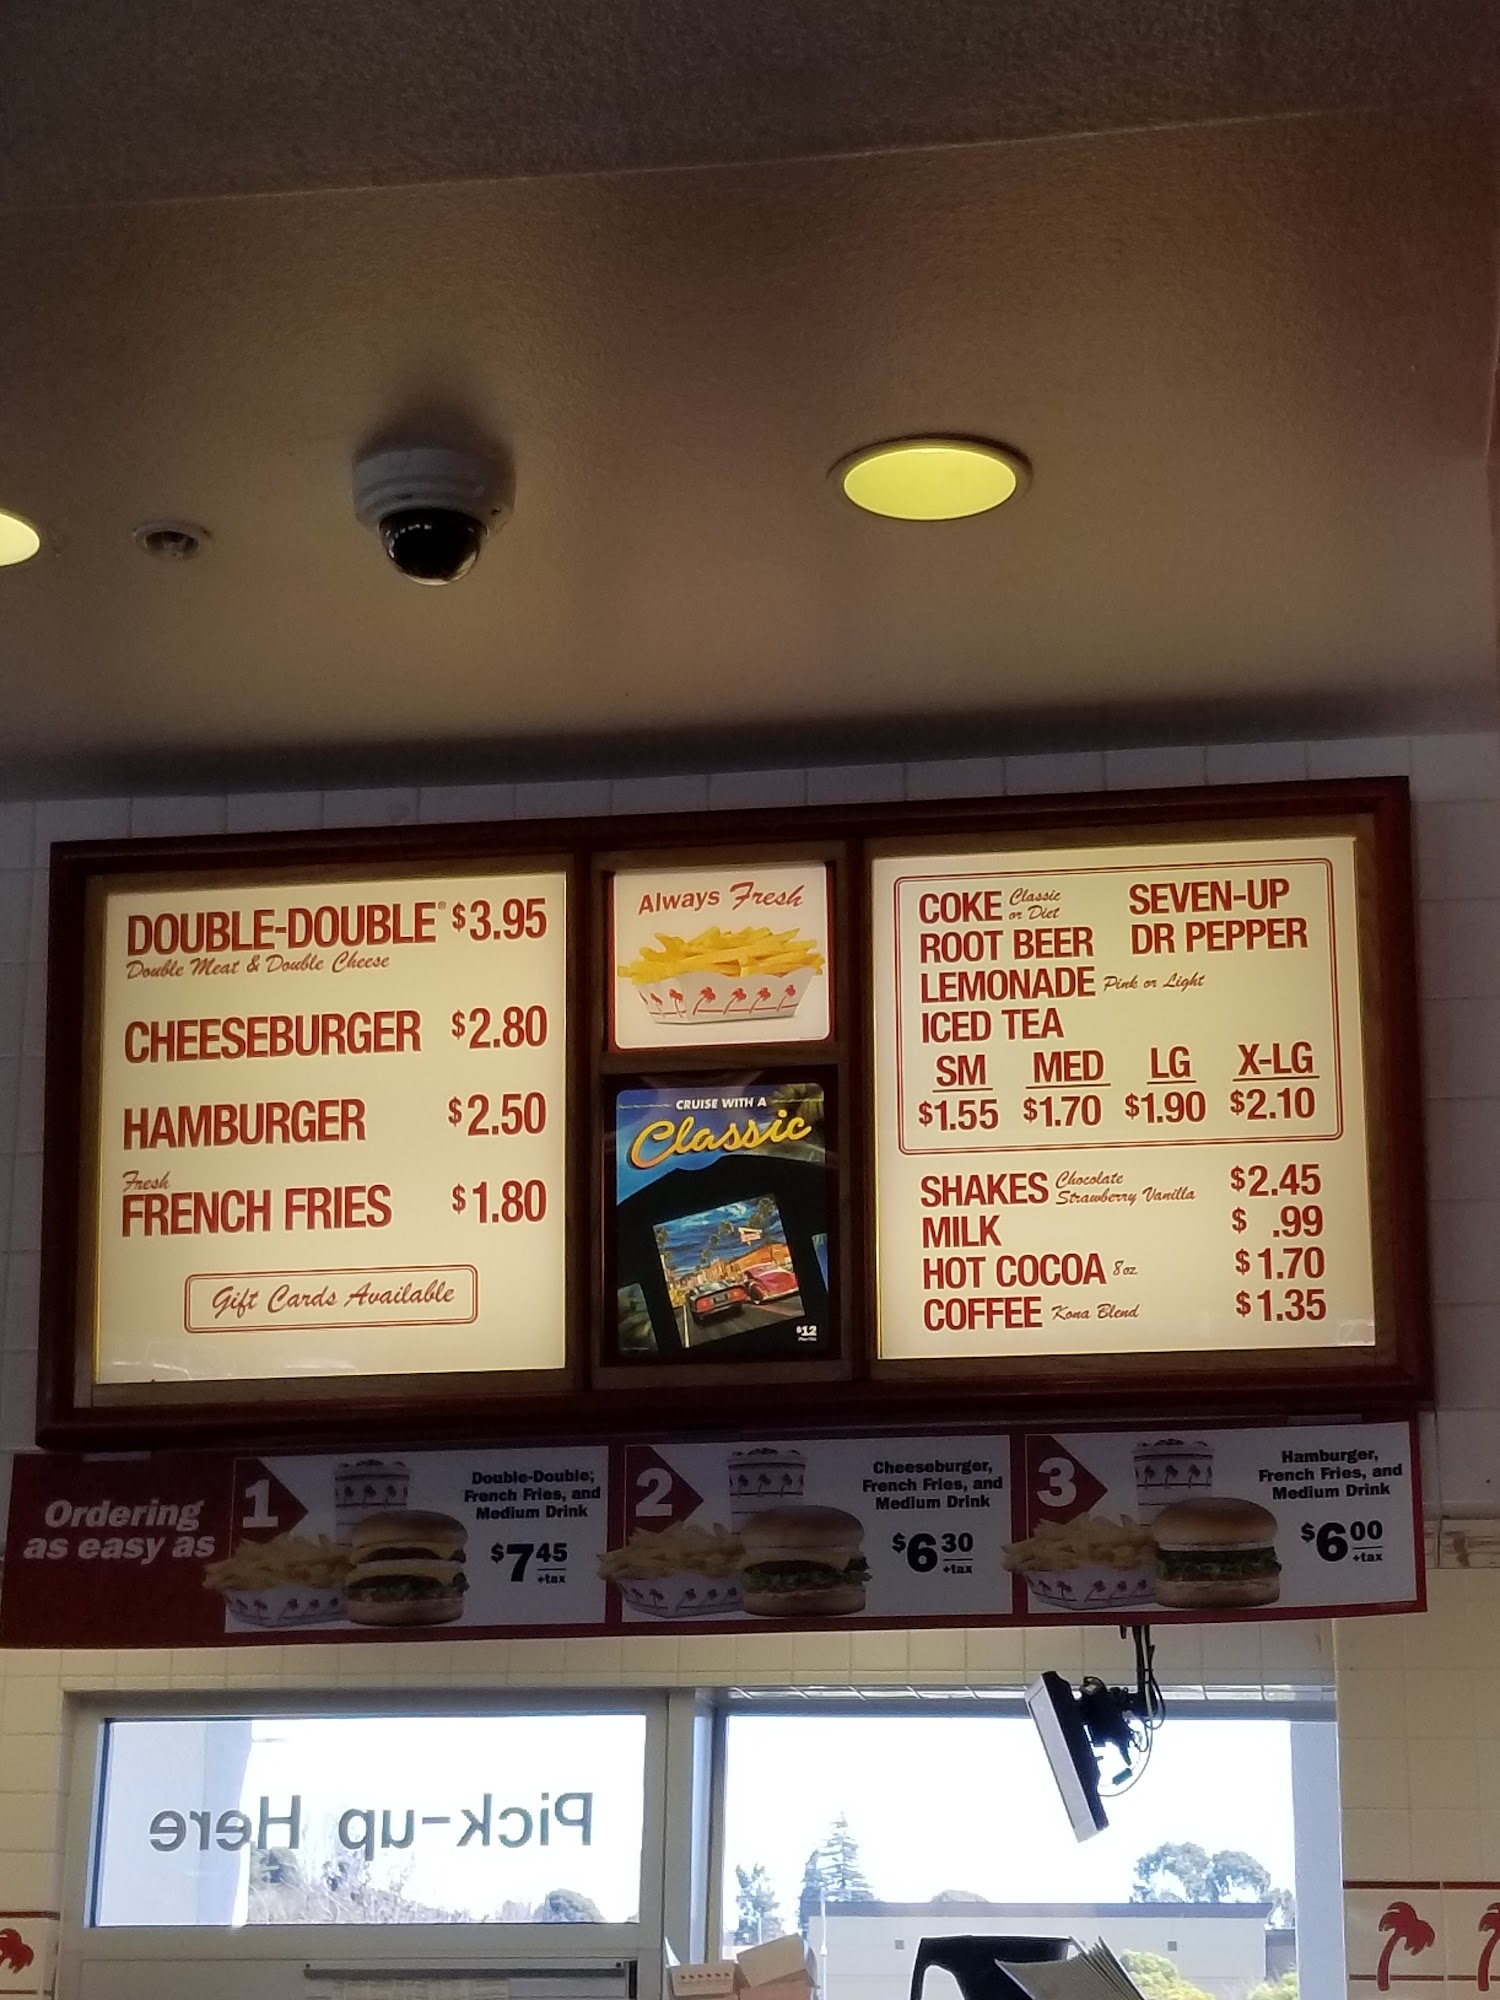 DOUBLE-DOUBLE® $3.95
Double Meat & Double Cheese
CHEESEBURGER $2.80
HAMBURGER $2.50
Fresh
FRENCH FRIES $1.80
Gift Cards Available
Always Fresh
CRUISE WITH A
Classic
$12
COKE Classic or Diet SEVEN-UP
ROOT BEER DR PEPPER
LEMONADE Pink or Light
ICED TEA
SM MED LG X-LG
$1.55 $1.70 $1.90 $2.10
SHAKES Chocolate Strawberry Vanilla $2.45
MILK $ .99
HOT COCOA 8oz $1.70
COFFEE Kona Blend $1.35
Ordering
as easy as
1
Double-Double,
French Fries, and
Medium Drink
$7 45
+tax
2
Cheeseburger,
French Fries, and
Medium Drink
$6 30
+tax
3
Hamburger,
French Fries, and
Medium Drink
$6 00
+tax
Pick-up Here